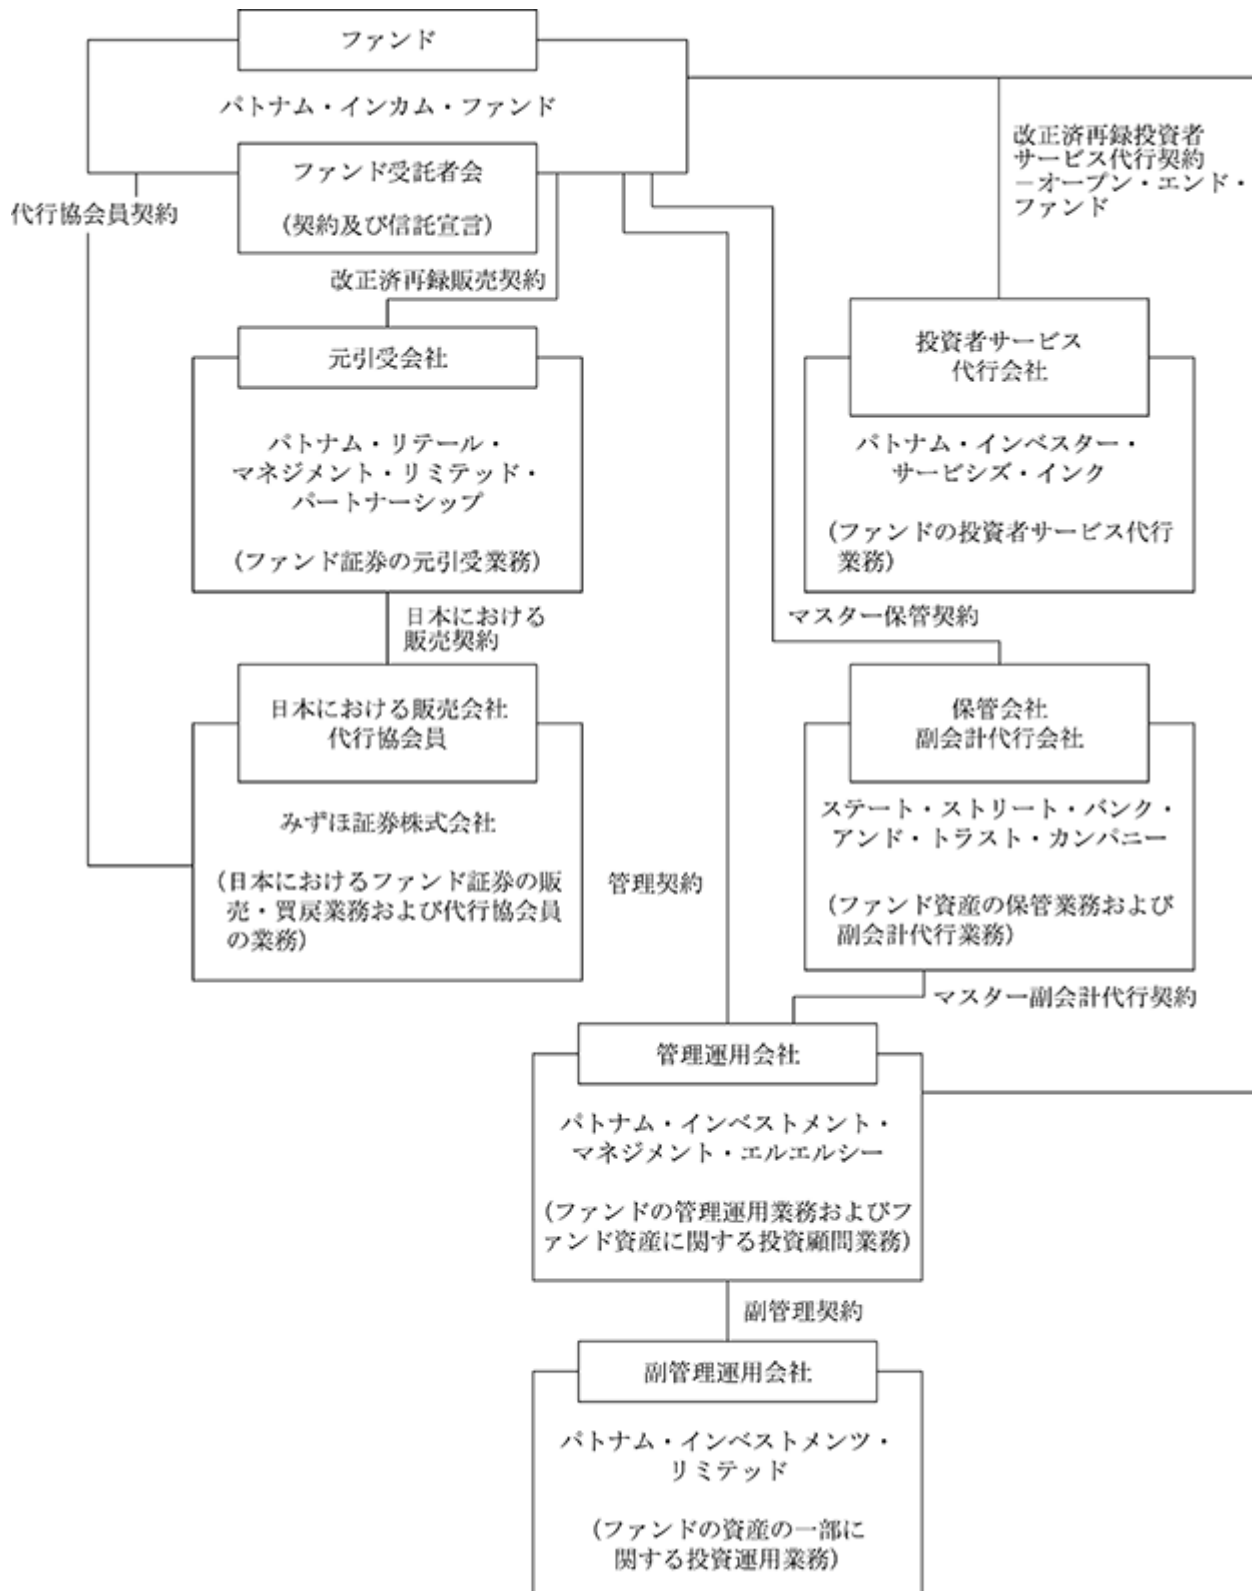 ファンド
パトナム・インカム・ファンド
ファンド受託者会
（契約及び信託宣言）
代行協会員契約
改正済再録投資者
サービス代行契約
－オープン・エンド・
ファンド
改正済再録販売契約
元引受会社
パトナム・リテール・
マネジメント・リミテッド・
パートナーシップ
（ファンド証券の元引受業務）
投資者サービス
代行会社
パトナム・インベスター・
サービシズ・インク
（ファンドの投資者サービス代行
業務）
日本における
販売契約
マスター保管契約
日本における販売会社
代行協会員
みずほ証券株式会社
（日本におけるファンド証券の販
売・買戻業務および代行協会員
の業務）
保管会社
副会計代行会社
ステート・ストリート・バンク・
アンド・トラスト・カンパニー
（ファンド資産の保管業務および
副会計代行業務）
管理契約
マスター副会計代行契約
管理運用会社
パトナム・インベストメント・
マネジメント・エルエルシー
（ファンドの管理運用業務およびフ
ァンド資産に関する投資顧問業務）
副管理契約
副管理運用会社
パトナム・インベストメンツ・
リミテッド
（ファンドの資産の一部に
関する投資運用業務）